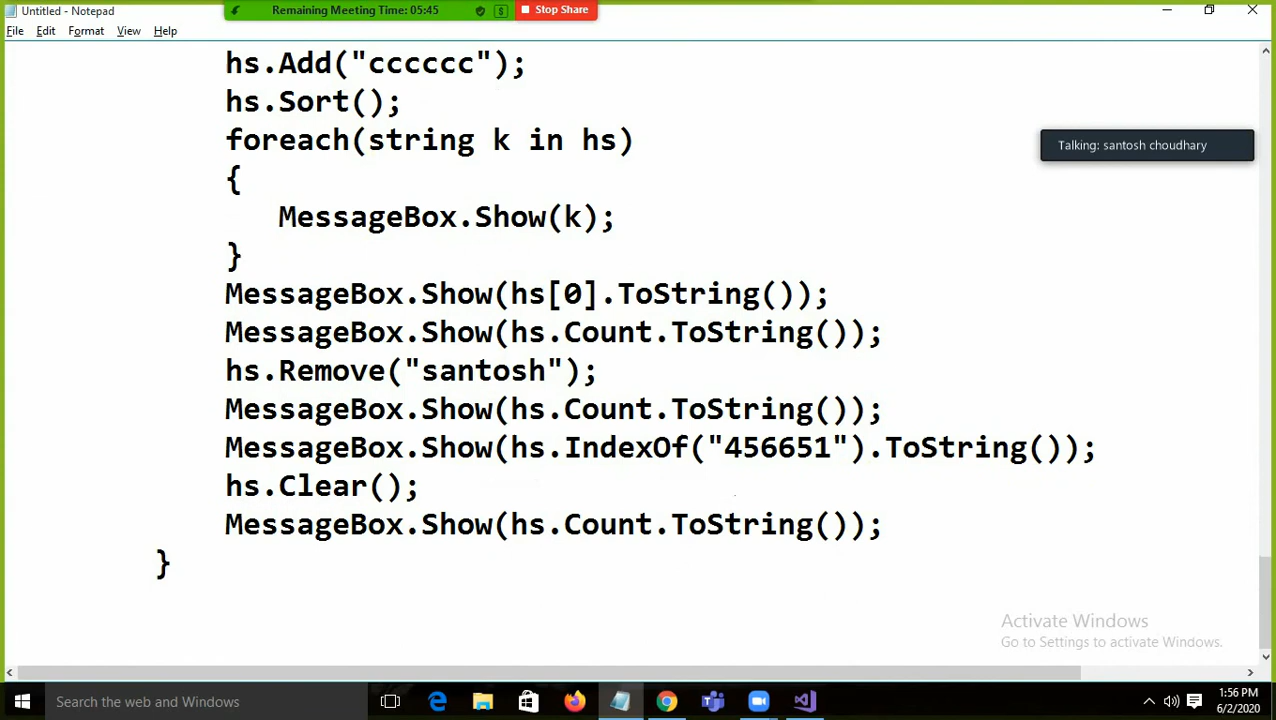 Untitled - Notepad
Remaining Meeting Time: 05:45
Stop Share
File Edit Format View Help
hs.Add("cccccc");
hs.Sort();
foreach(string k in hs)
{
MessageBox.Show(k);
}
MessageBox.Show(hs[0].ToString());
MessageBox.Show(hs.Count.ToString());
hs.Remove("santosh");
MessageBox.Show(hs.Count.ToString());
MessageBox.Show(hs.IndexOf("456651").ToString());
hs.Clear();
MessageBox.Show(hs.Count.ToString());
}
Talking: santosh choudhary
Activate Windows
Go to Settings to activate Windows.
Search the web and Windows
1:56 PM
6/2/2020